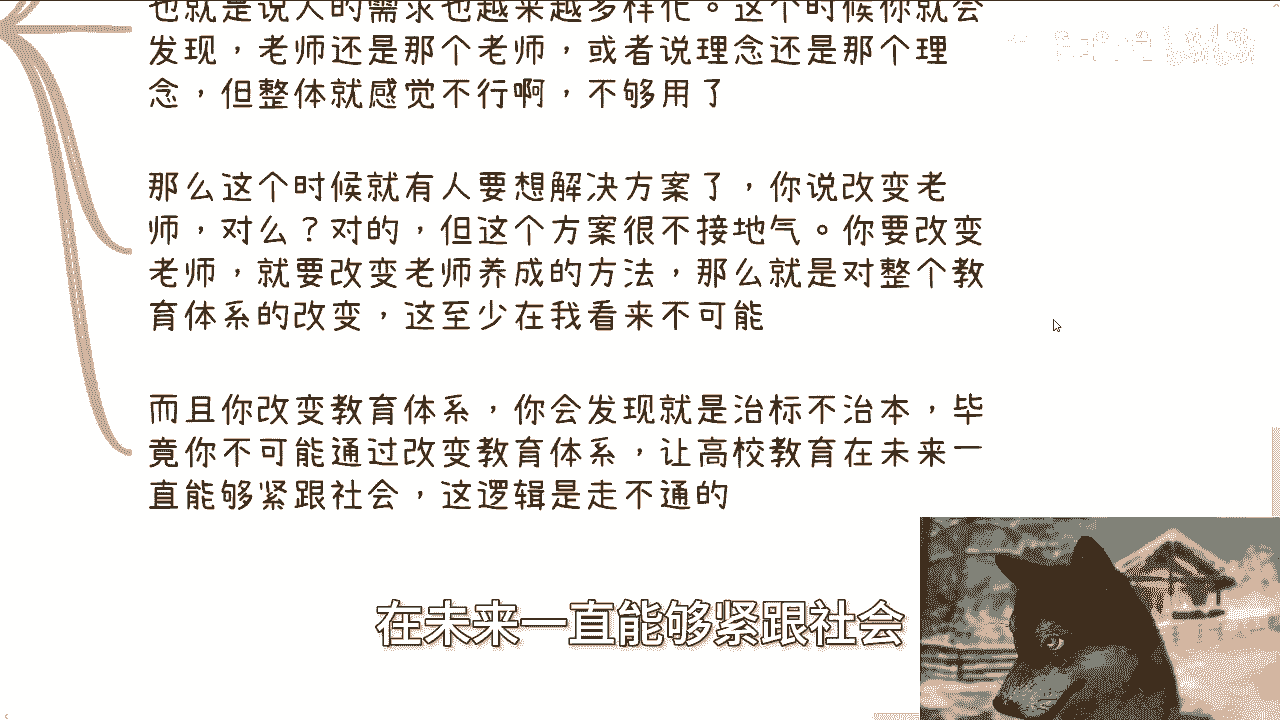 也就是说人的需求也越来越多样化。这个时候你就会
发现，老师还是那个老师，或者说理念还是那个理
念，但整体就感觉不行啊，不够用了
那么这个时候就有人要想解决方案了，你说改变老
师，对么？对的，但这个方案很不接地气。你要改变
老师，就要改变老师养成的方法，那么就是对整个教
育体系的改变，这至少在我看来不可能
而且你改变教育体系，你会发现就是治标不治本，毕
竟你不可能通过改变教育体系，让高校教育在未来一
直能够紧跟社会，这逻辑是走不通的
在未来一直能够紧跟社会